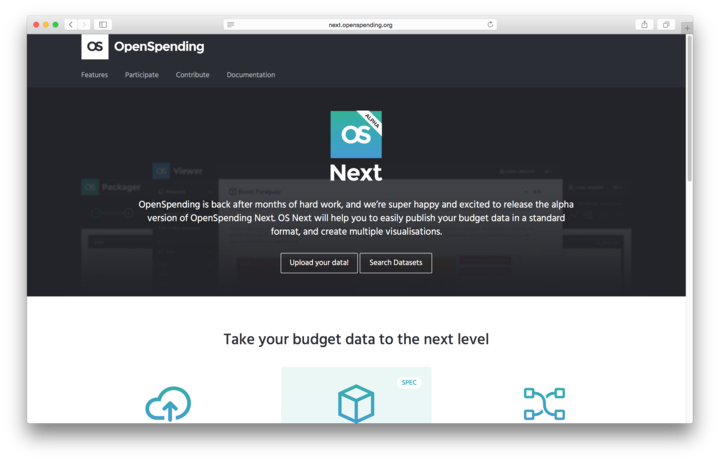 next.openspending.org
OS OpenSpending
Features Participate Contribute Documentation
OS ALPHA
Next
OS Viewer
OS Packager
OpenSpending is back after months of hard work, and we're super happy and excited to release the alpha
version of OpenSpending Next. OS Next will help you to easily publish your budget data in a standard
format, and create multiple visualisations.
Upload your data! Search Datasets
Take your budget data to the next level
SPEC